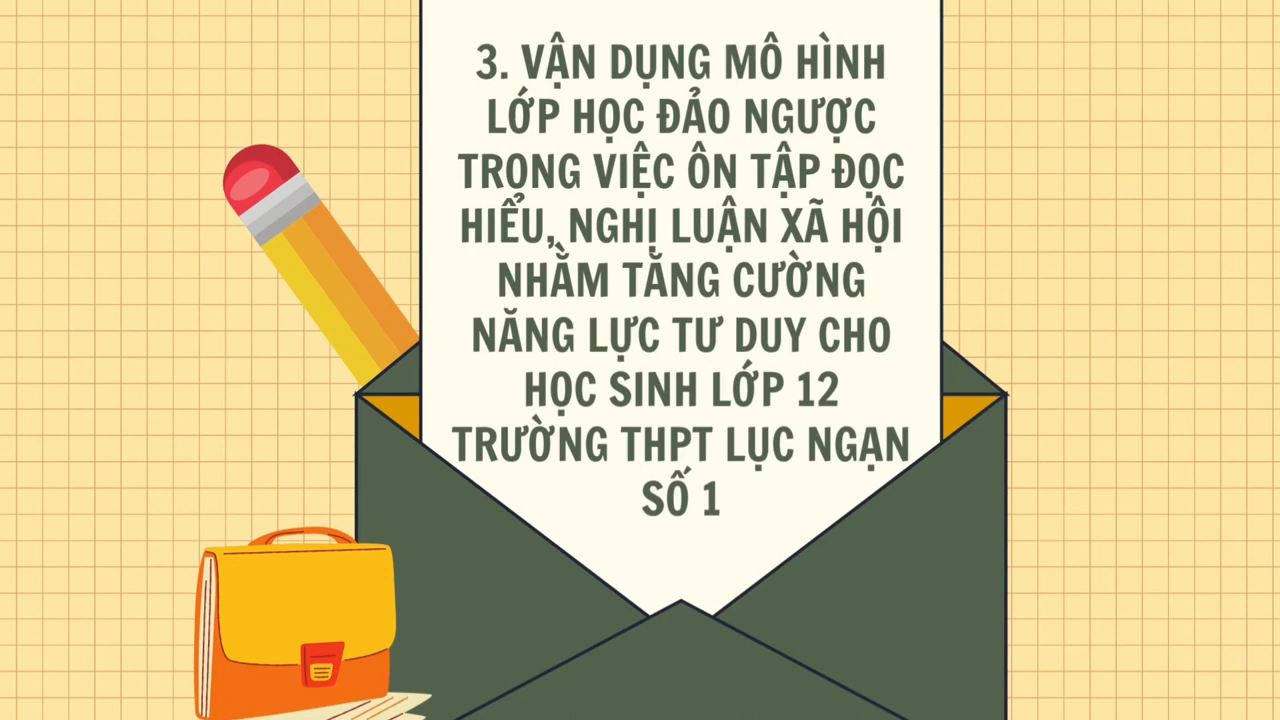 3. VẬN DỤNG MÔ HÌNH
LỚP HỌC ĐẢO NGƯỢC
TRONG VIỆC ÔN TẬP ĐỌC
HIỂU, NGHỊ LUẬN XÃ HỘI
NHẰM TĂNG CƯỜNG
NĂNG LỰC TƯ DUY CHO
HỌC SINH LỚP 12
TRƯỜNG THPT LỤC NGẠN
SỐ 1